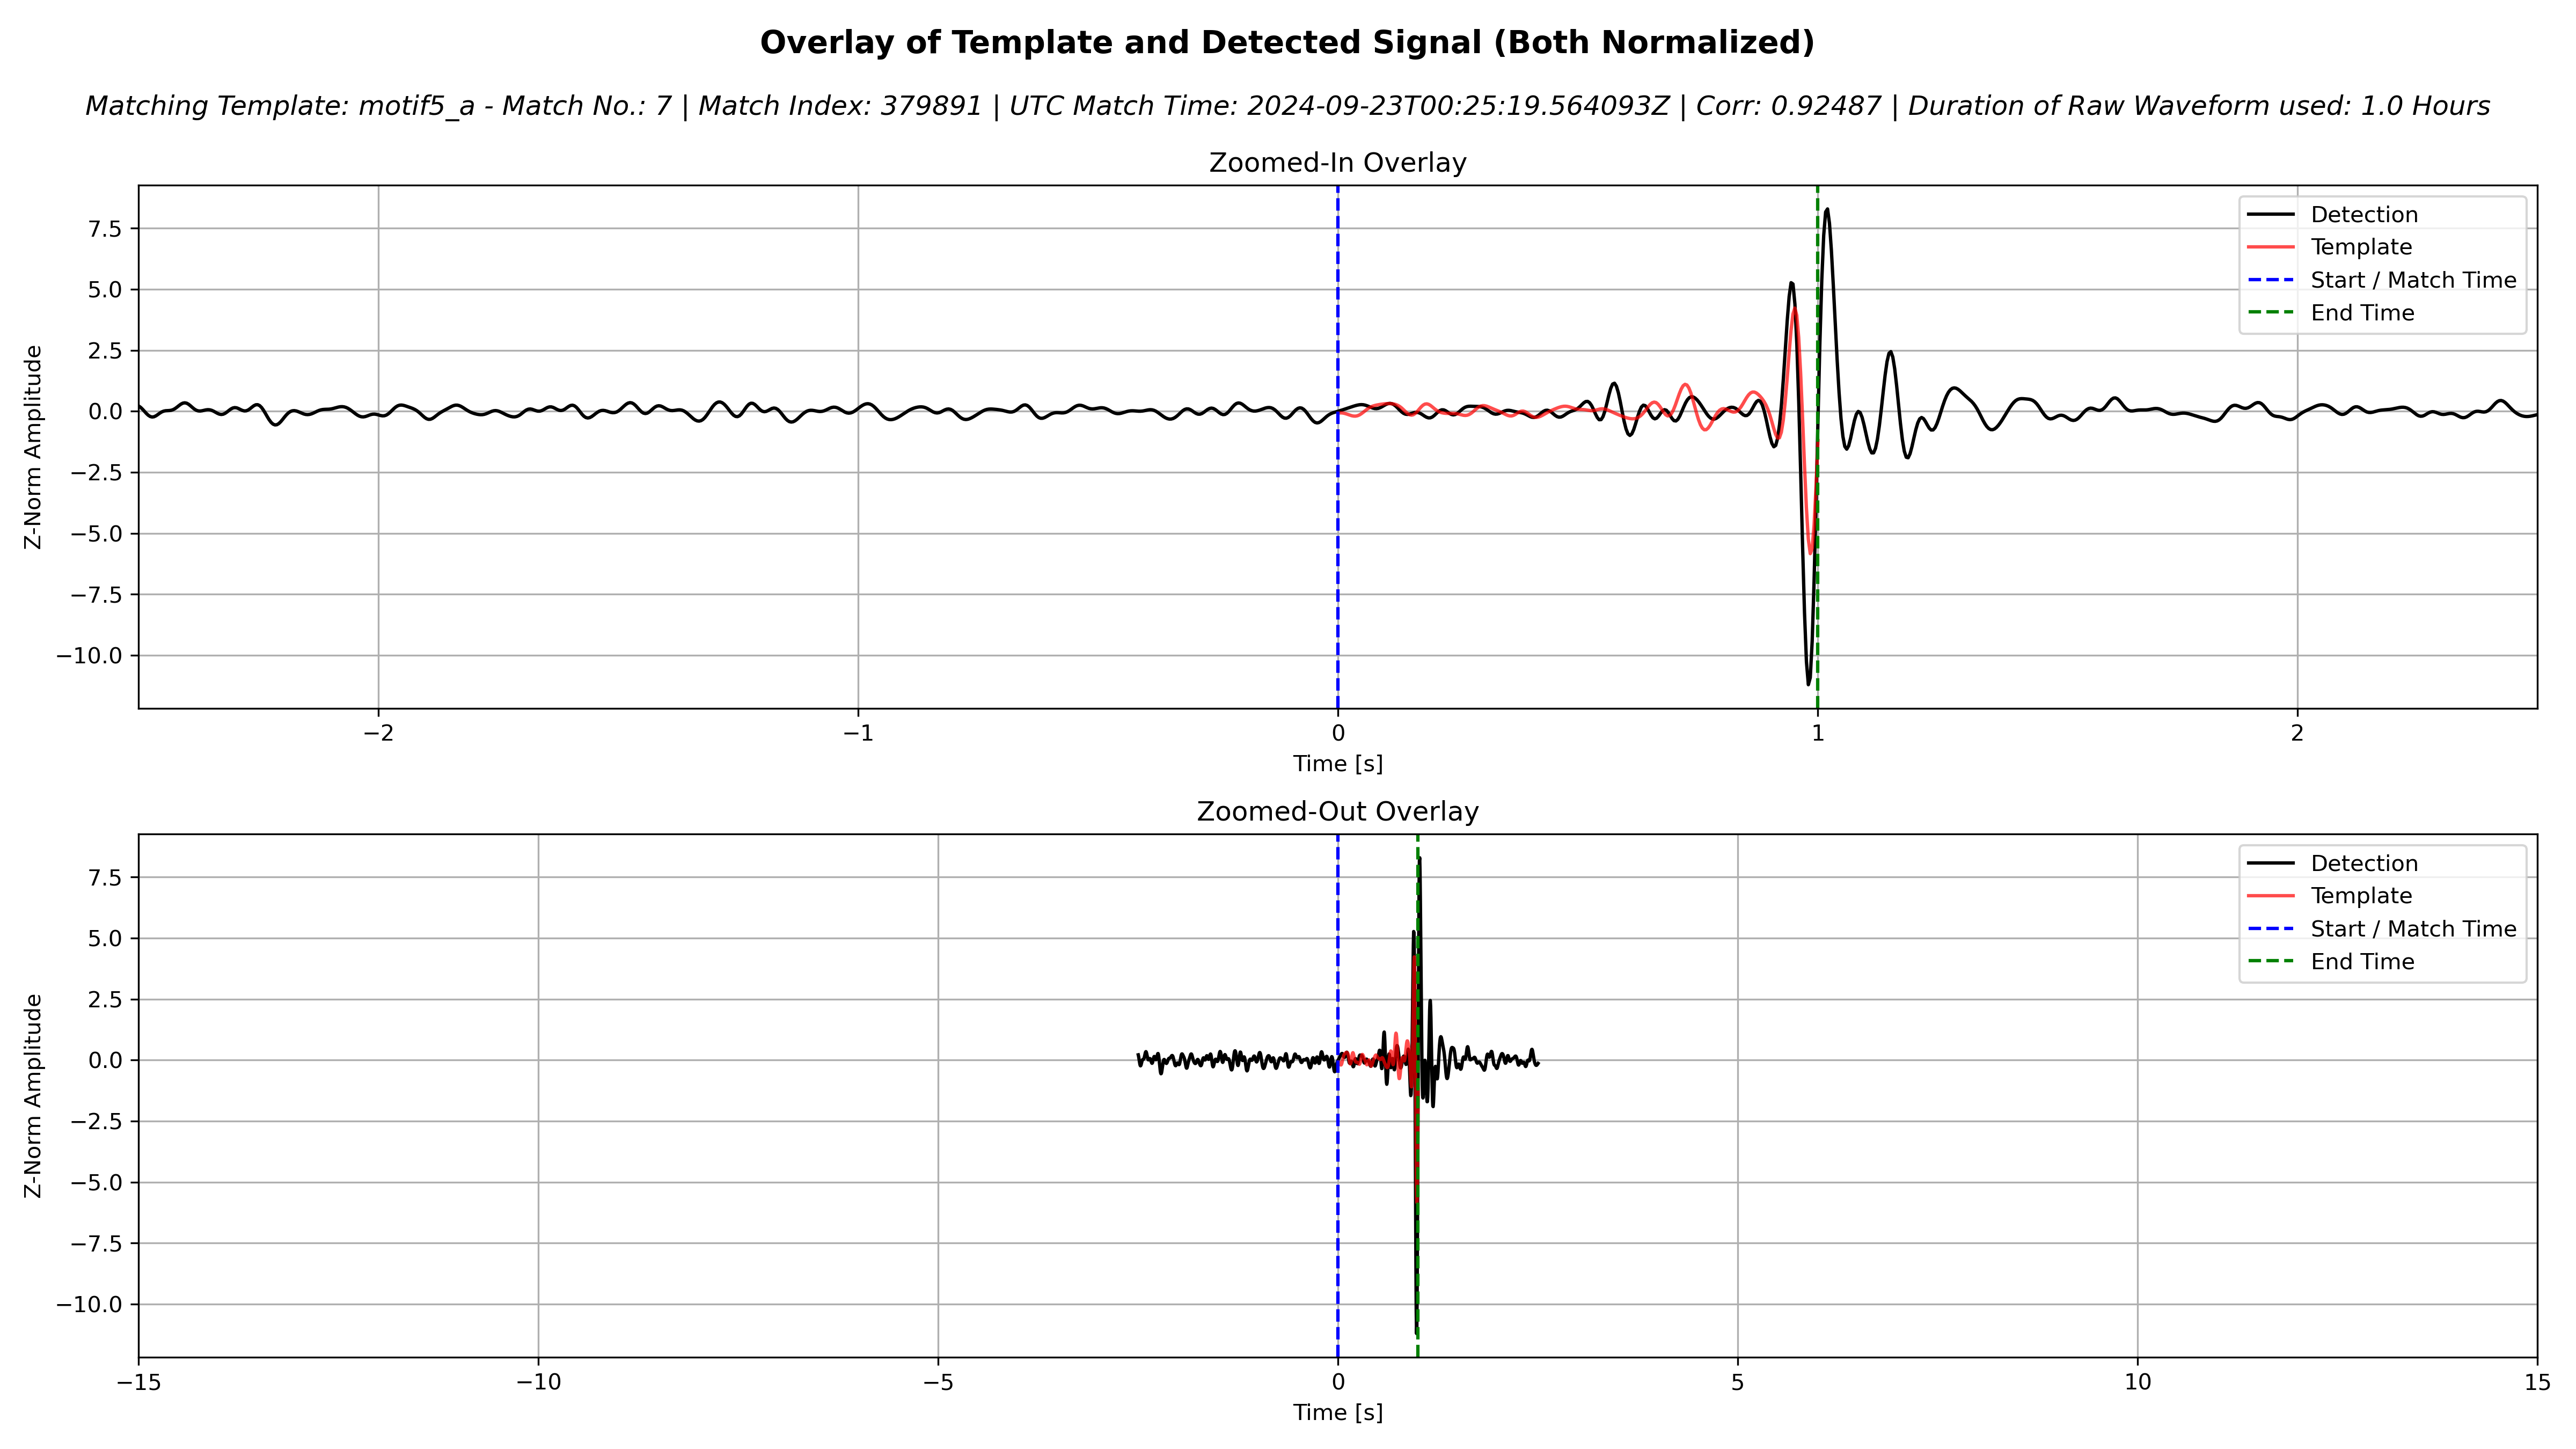 Overlay of Template and Detected Signal (Both Normalized)
Matching Template: motif5_a - Match No.: 7 | Match Index: 379891 | UTC Match Time: 2024-09-23T00:25:19.564093Z | Corr: 0.92487 | Duration of Raw Waveform used: 1.0 Hours
Zoomed-In Overlay
Z-Norm Amplitude
7.5
5.0
2.5
0.0
−2.5
−5.0
−7.5
−10.0
Detection
Template
Start / Match Time
End Time
−2 −1 0 1 2
Time [s]
Zoomed-Out Overlay
Z-Norm Amplitude
7.5
5.0
2.5
0.0
−2.5
−5.0
−7.5
−10.0
Detection
Template
Start / Match Time
End Time
−15 −10 −5 0 5 10 15
Time [s]